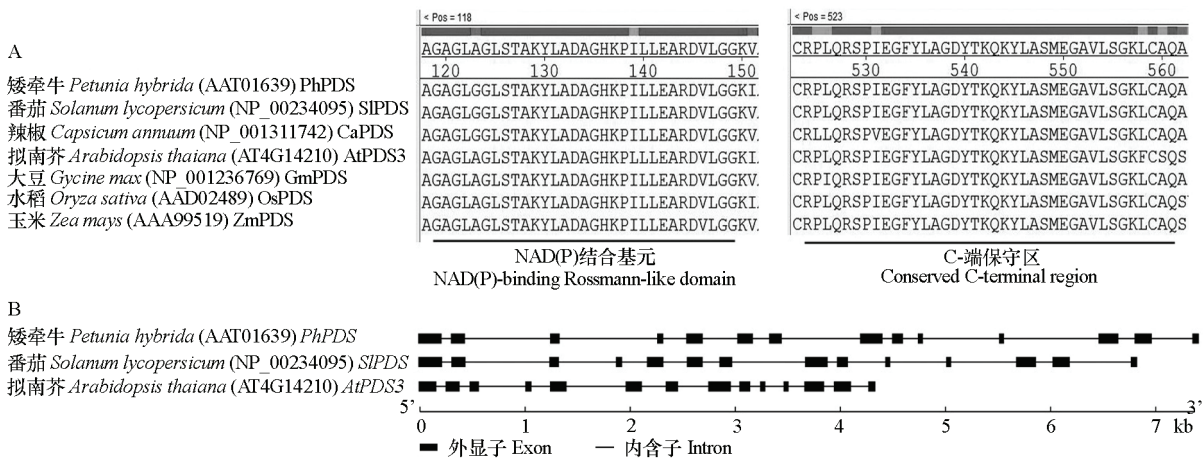 < Pos = 118
< Pos = 523
A
AGAGLAGLSTAKYLADAGHKPILLEARDVLGGKV.
CRPLQRSPIEGFYLAGDYTKQKYLASMEGAVLSGKLCAQA
120 130 140 150
530 540 550 560
矮牵牛 Petunia hybrida (AAT01639) PhPDS
AGAGLGGLSTAKYLADAGHKPILLEARDVLGGKI.
CRPLQRSPIEGFYLAGDYTKQKYLASMEGAVLSGKLCAQA
番茄 Solanum lycopersicum (NP_00234095) SlPDS
AGAGLGGLSTAKYLADAGHKPILLEARDVLGGKI.
CRPLQRSPIEGFYLAGDYTKQKYLASMEGAVLSGKLCAQA
辣椒 Capsicum annuum (NP_001311742) CaPDS
AGAGLGGLSTAKYLADAGHKPILLEARDVLGGKV.
CRLLQRSPVEGFYLAGDYTKQKYLASMEGAVLSGKLCAQA
拟南芥 Arabidopsis thaiana (AT4G14210) AtPDS3
AGAGLAGLSTAKYLADAGHKPLLLEARDVLGGKI.
CRPLQRSPIEGFYLAGDYTKQKYLASMEGAVLSGKFCSQS
大豆 Gycine max (NP_001236769) GmPDS
AGAGLAGLSTAKYLADAGHKPILLEARDVLGGKI.
CRPIQRSPIEGFYLAGDYTKQKYLASMEGAVLSGKLCAQA
水稻 Oryza sativa (AAD02489) OsPDS
AGAGLAGLSTAKYLADAGHKPILLEARDVLGGKV.
CRPLQRSPIEGFYLAGDYTKQKYLASMEGAVLSGKLCAQS
玉米 Zea mays (AAA99519) ZmPDS
AGAGLAGLSTAKYLADAGHKPILLEARDVLGGKV.
CRPLQRSPIEGFYLAGDYTKQKYLASMEGAVLSGKLCAQS
NAD(P)结合基元
NAD(P)-binding Rossmann-like domain
C-端保守区
Conserved C-terminal region
B
矮牵牛 Petunia hybrida (AAT01639) PhPDS
番茄 Solanum lycopersicum (NP_00234095) SlPDS
拟南芥 Arabidopsis thaiana (AT4G14210) AtPDS3
5’ 3’
0 1 2 3 4 5 6 7 kb
外显子 Exon 内含子 Intron